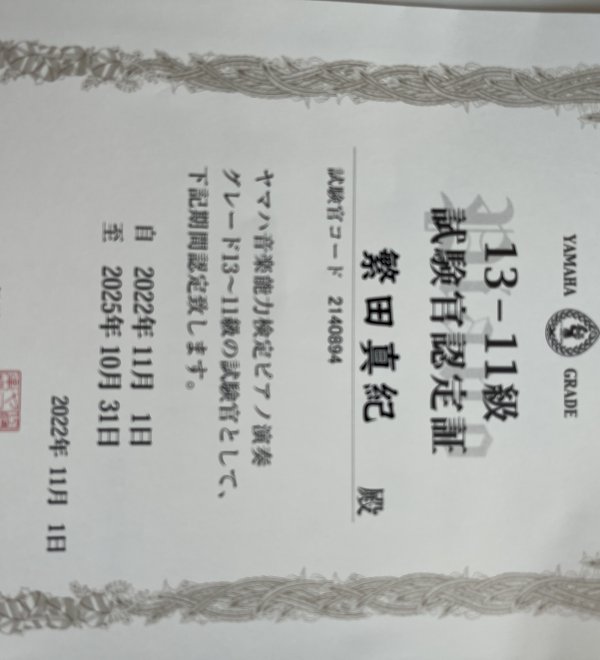 YAMAHA GRADE
13-11級
試験官認定証
繁田真紀 殿
試験官コード 2140894
ヤマハ音楽能力検定ピアノ演奏
グレード13〜11級の試験官として、
下記期間認定致します。
自 2022年 11月 1日
至 2025年 10月 31日
2022年 11月 1日